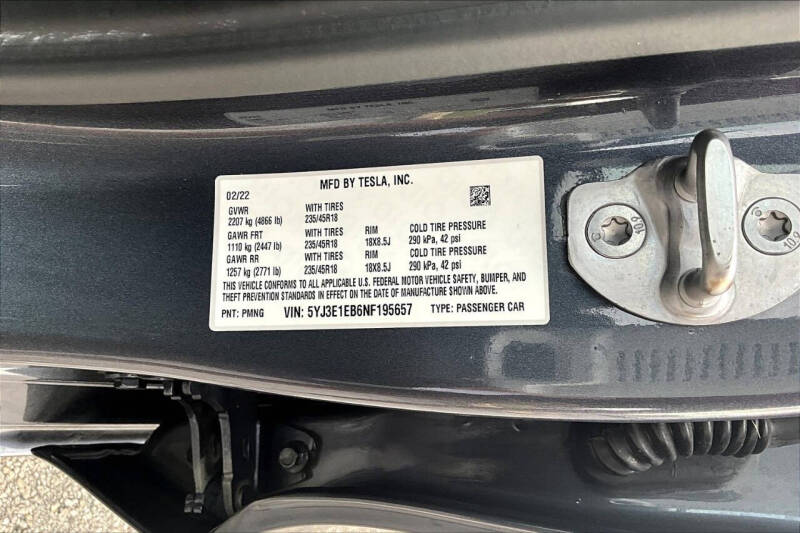 MFD BY TESLA, INC.
02/22
GVWR WITH TIRES
2207 kg (4866 lb) 235/45R18
GAWR FRT WITH TIRES RIM COLD TIRE PRESSURE
1110 kg (2447 lb) 235/45R18 18X8.5J 290 kPa, 42 psi
GAWR RR WITH TIRES RIM COLD TIRE PRESSURE
1257 kg (2771 lb) 235/45R18 18X8.5J 290 kPa, 42 psi
THIS VEHICLE CONFORMS TO ALL APPLICABLE U.S. FEDERAL MOTOR VEHICLE SAFETY, BUMPER, AND
THEFT PREVENTION STANDARDS IN EFFECT ON THE DATE OF MANUFACTURE SHOWN ABOVE.
PNT: PMNG VIN: 5YJ3E1EB6NF195657 TYPE: PASSENGER CAR
10.9
10.9